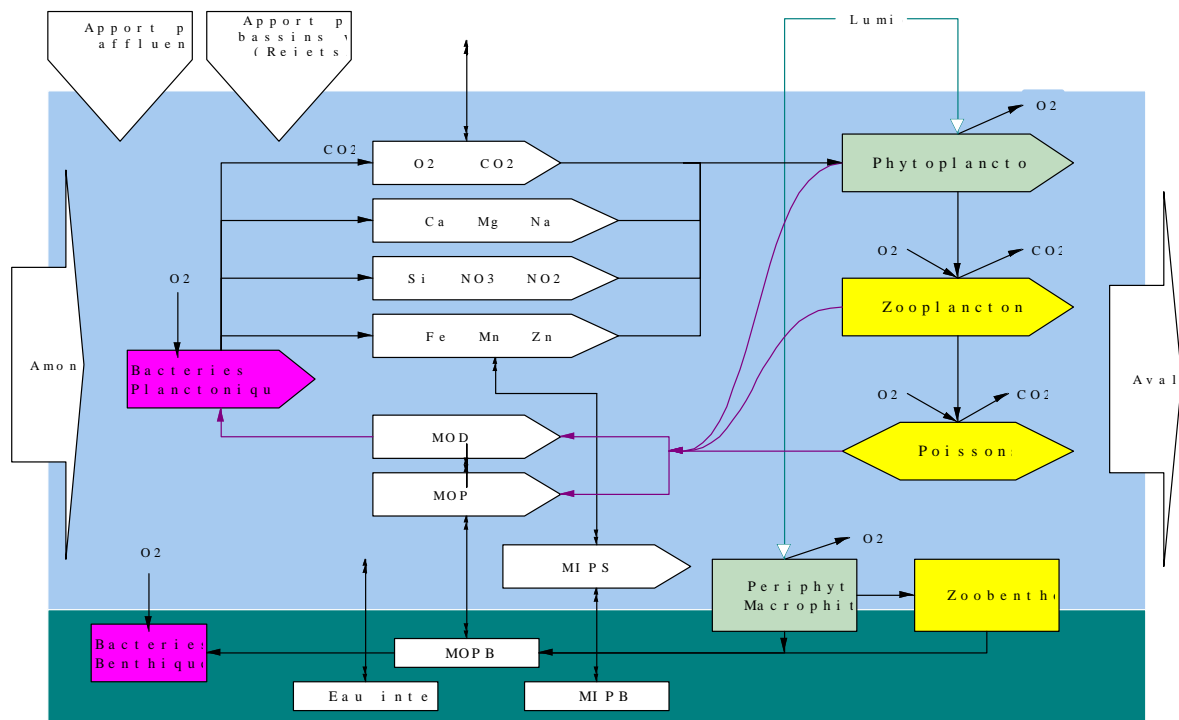 Apport p
affluen
Apport p
bassins v
(Rejets
Lumi
O2
CO2
O2 CO2
Phytoplancto
Ca Mg Na
O2
CO2
O2
Si NO3 NO2
Zooplancton
Fe Mn Zn
Amon
Bacteries
Planctoniqu
Aval
O2
CO2
MOD
Poisson
MOP
O2
O2
MIPS
Periphyt
Macrophit
Zoobenth
Bacteries
Benthiqu
MOPB
Eau inte
MIPB